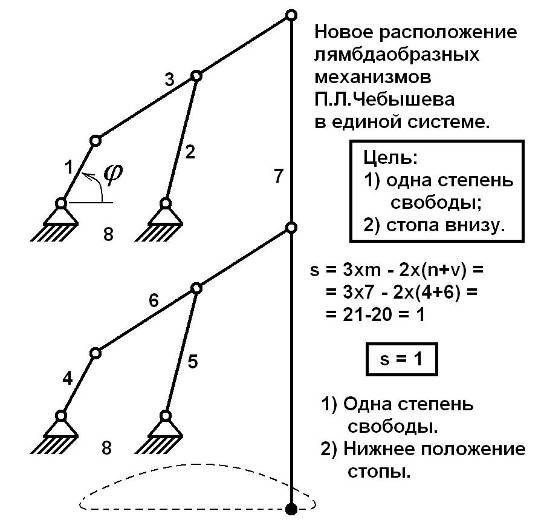 Новое расположение
лямбдаобразных
механизмов
П.Л.Чебышева
в единой системе.
Цель:
1) одна степень
свободы;
2) стопа внизу.
3
1
φ
2
7
8
s = 3xm - 2x(n+v) =
= 3x7 - 2x(4+6) =
= 21-20 = 1
s = 1
6
4
5
8
1) Одна степень
свободы.
2) Нижнее положение
стопы.